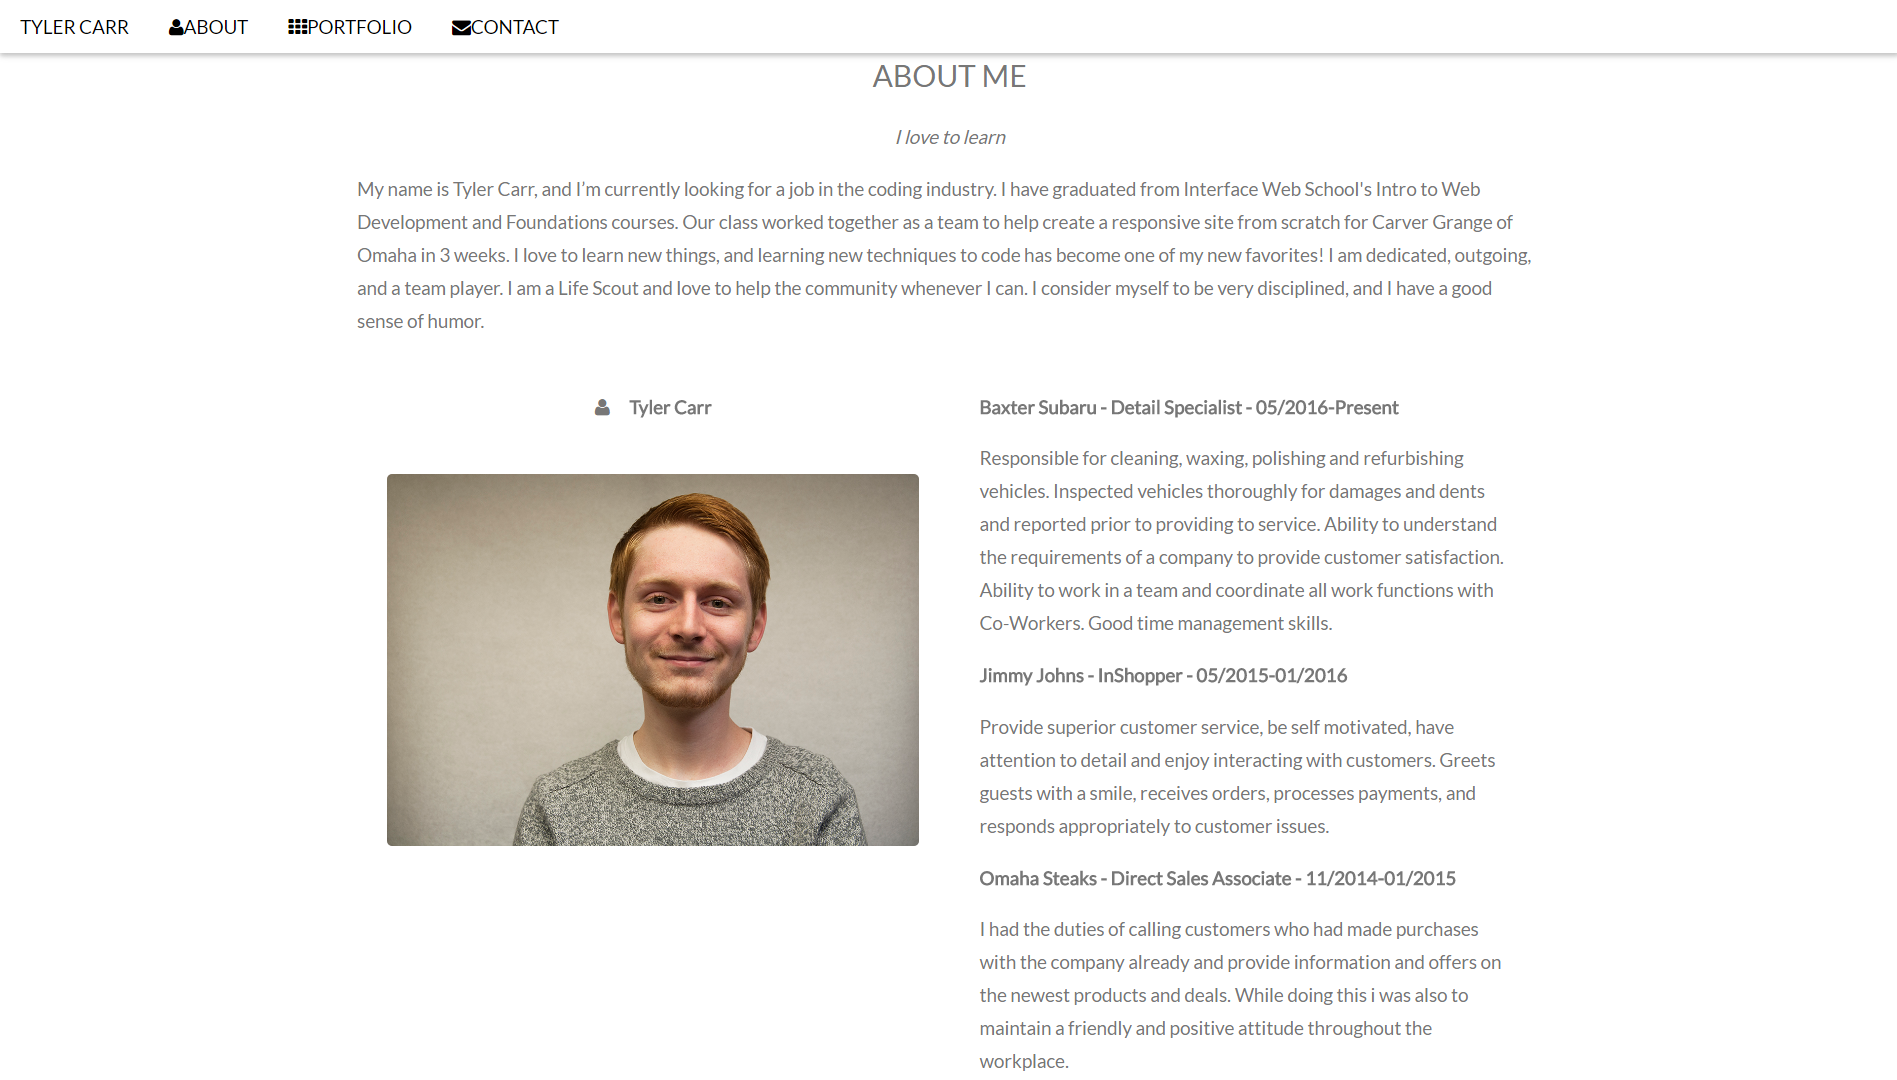 TYLER CARR ABOUT PORTFOLIO CONTACT
ABOUT ME
I love to learn
My name is Tyler Carr, and I’m currently looking for a job in the coding industry. I have graduated from Interface Web School's Intro to Web
Development and Foundations courses. Our class worked together as a team to help create a responsive site from scratch for Carver Grange of
Omaha in 3 weeks. I love to learn new things, and learning new techniques to code has become one of my new favorites! I am dedicated, outgoing,
and a team player. I am a Life Scout and love to help the community whenever I can. I consider myself to be very disciplined, and I have a good
sense of humor.
Tyler Carr
Baxter Subaru - Detail Specialist - 05/2016-Present
Responsible for cleaning, waxing, polishing and refurbishing
vehicles. Inspected vehicles thoroughly for damages and dents
and reported prior to providing to service. Ability to understand
the requirements of a company to provide customer satisfaction.
Ability to work in a team and coordinate all work functions with
Co-Workers. Good time management skills.
Jimmy Johns - InShopper - 05/2015-01/2016
Provide superior customer service, be self motivated, have
attention to detail and enjoy interacting with customers. Greets
guests with a smile, receives orders, processes payments, and
responds appropriately to customer issues.
Omaha Steaks - Direct Sales Associate - 11/2014-01/2015
I had the duties of calling customers who had made purchases
with the company already and provide information and offers on
the newest products and deals. While doing this i was also to
maintain a friendly and positive attitude throughout the
workplace.